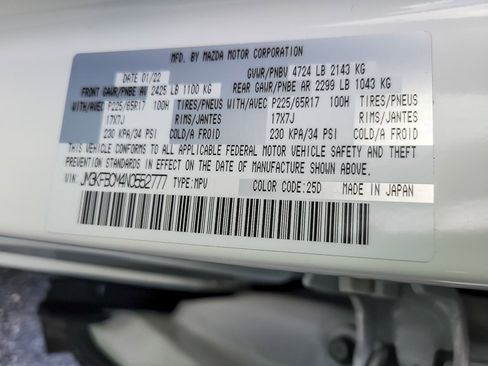 MFD. BY MAZDA MOTOR CORPORATION
DATE 01/22 GVWR/PNBV 4724 LB 2143 KG
FRONT GAWR/PNBE AV 2425 LB 1100 KG REAR GAWR/PNBE AR 2299 LB 1043 KG
WITH/AVEC P225/65R17 100H TIRES/PNEUS WITH/AVEC P225/65R17 100H TIRES/PNEUS
17X7J RIMS/JANTES 17X7J RIMS/JANTES
230 KPA/34 PSI COLD/A FROID 230 KPA/34 PSI COLD/A FROID
THIS VEHICLE CONFORMS TO ALL APPLICABLE FEDERAL MOTOR VEHICLE SAFETY, BUMPER, AND THEFT
PREVENTION STANDARDS IN EFFECT ON THE DATE OF MANUFACTURE SHOWN ABOVE.
VIN: JM3KFBCM4N0552777 TYPE:MPV COLOR CODE:25D MADE IN JAPAN